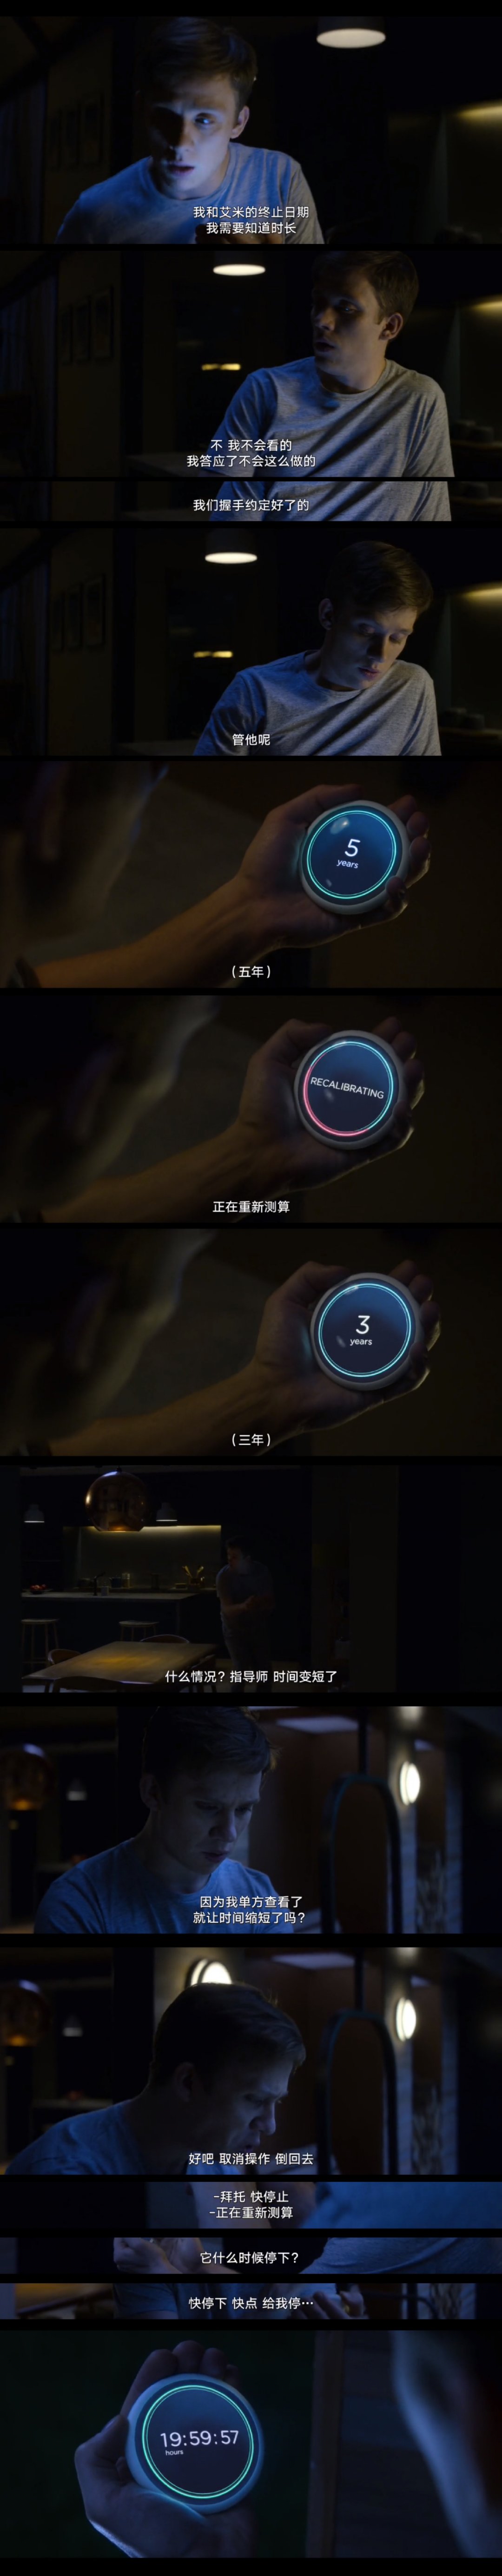 我和艾米的终止日期
我需要知道时长
不 我不会看的
我答应了不会这么做的
我们握手约定好了的
管他呢
5
years
(五年)
RECALIBRATING
正在重新测算
3
years
(三年)
什么情况？指导师 时间变短了
因为我单方查看了
就让时间缩短了吗？
好吧 取消操作 倒回去
-拜托 快停止
-正在重新测算
它什么时候停下？
快停下 快点 给我停…
19:59:57
hours